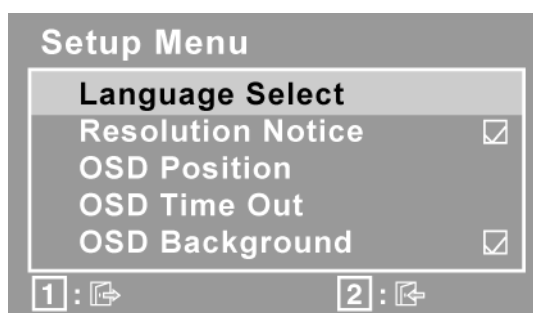 Setup Menu
Language Select
Resolution Notice
OSD Position
OSD Time Out
OSD Background
1 : 2 :